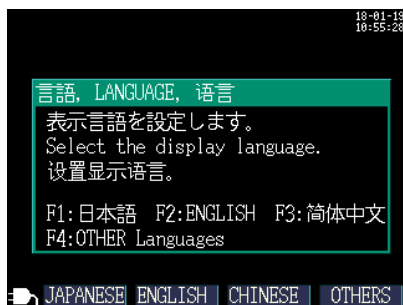 18-01-19
10:55:28
言語, LANGUAGE, 语言
表示言語を設定します。
Select the display language.
设置显示语言。
F1:日本語 F2:ENGLISH F3:简体中文
F4:OTHER Languages
JAPANESE ENGLISH CHINESE OTHERS